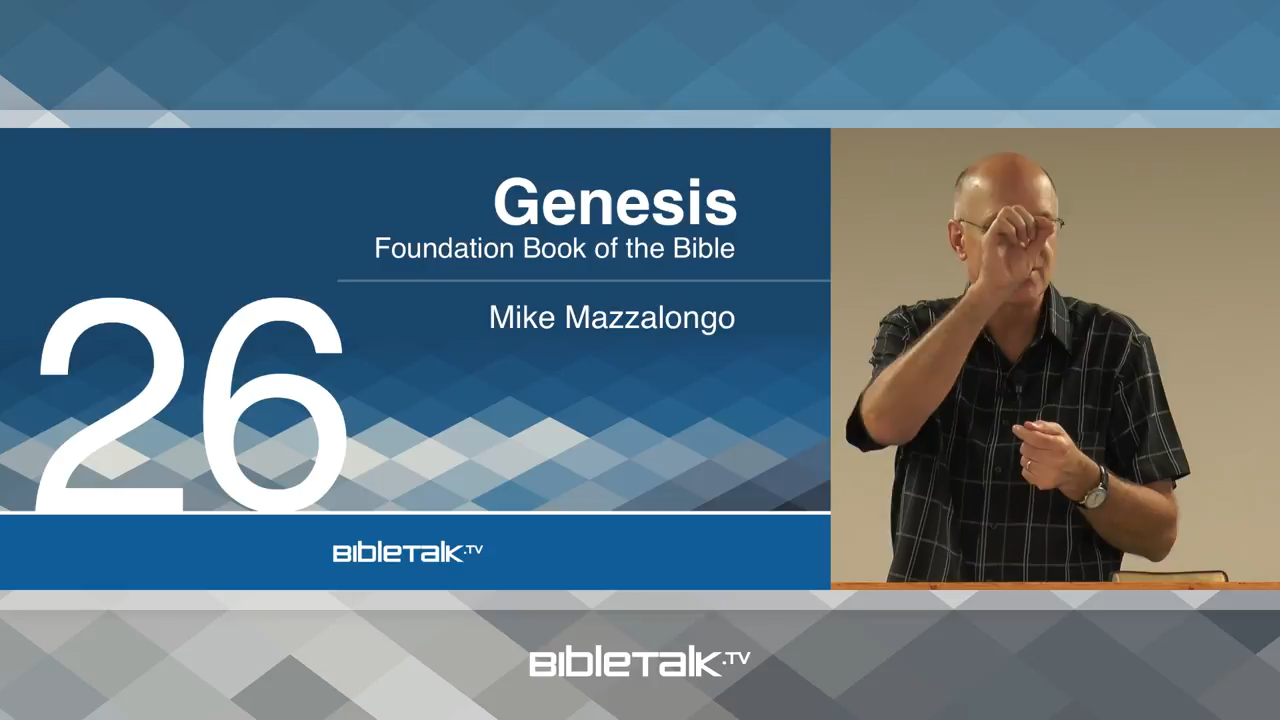 Genesis
Foundation Book of the Bible
Mike Mazzalongo
26
BIBLETALK.TV
BIBLETALK.TV